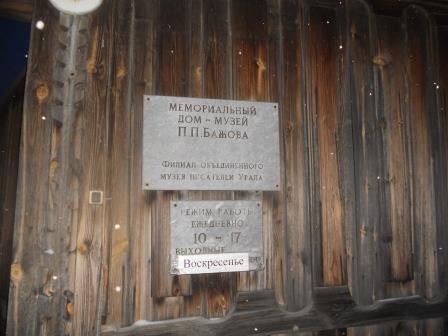 МЕМОРИАЛЬНЫЙ
ДОМ – МУЗЕЙ
П.П.БАЖОВА
ФИЛИАЛ ОБЪЕДИНЕННОГО
МУЗЕЯ ПИСАТЕЛЕЙ УРАЛА
РЕЖИМ РАБОТЫ
ЕЖЕДНЕВНО
10 – 17
ВЫХОДНЫЕ
Воскресенье